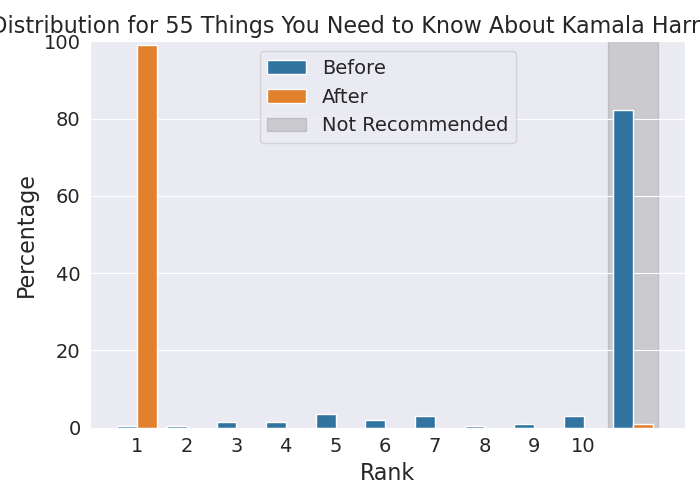 Distribution for 55 Things You Need to Know About Kamala Harr
100
80
60
40
20
0
Percentage
Before
After
Not Recommended
1 2 3 4 5 6 7 8 9 10
Rank